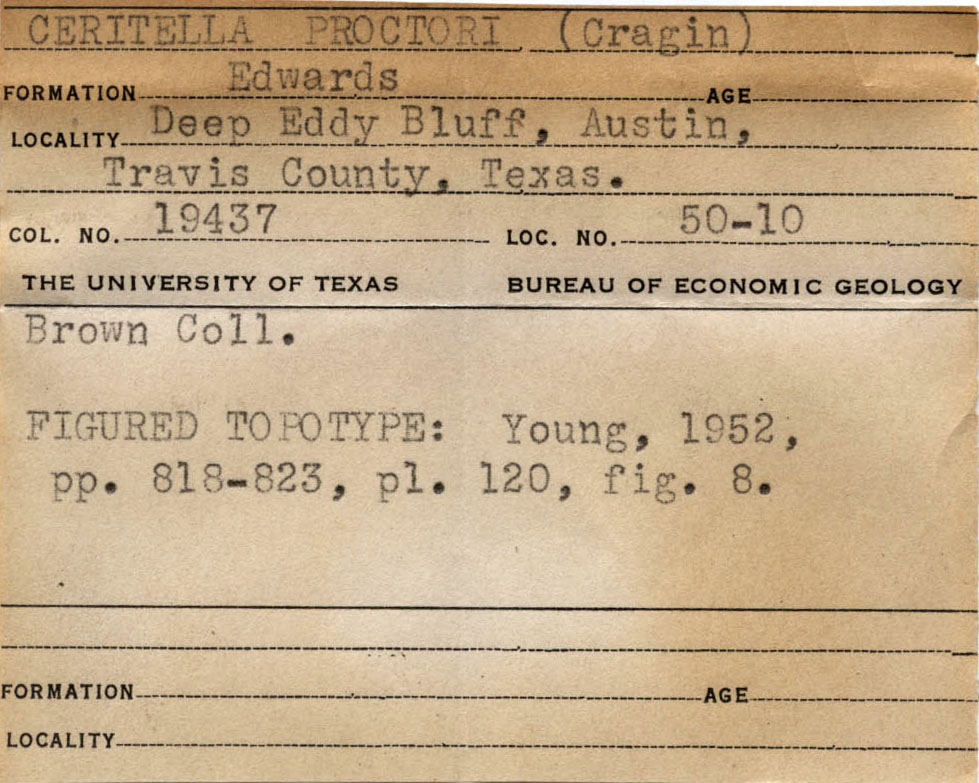 CERITELLA PROCTORI (Cragin)
FORMATION Edwards AGE
LOCALITY Deep Eddy Bluff, Austin,
Travis County, Texas.
COL. NO. 19437 LOC. NO. 50-10
THE UNIVERSITY OF TEXAS BUREAU OF ECONOMIC GEOLOGY
Brown Coll.
FIGURED TOPOTYPE: Young, 1952,
pp. 818-823, pl. 120, fig. 8.
FORMATION AGE
LOCALITY